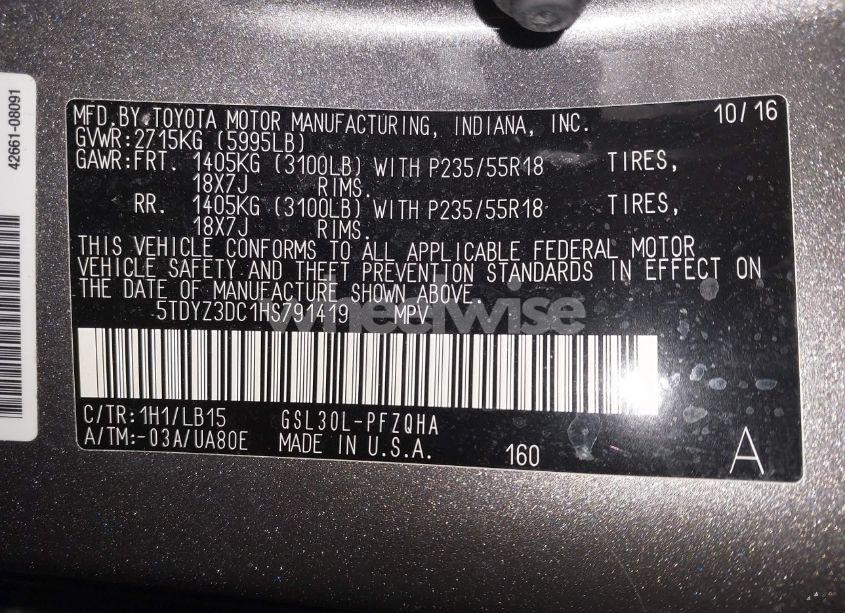 42661-08091
MFD.BY:TOYOTA MOTOR MANUFACTURING, INDIANA, INC. 10/16
GVWR:2715KG (5995LB)
GAWR:FRT. 1405KG (3100LB) WITH P235/55R18 TIRES,
18X7J RIMS.
RR. 1405KG (3100LB) WITH P235/55R18 TIRES,
18X7J RIMS.
THIS VEHICLE CONFORMS TO ALL APPLICABLE FEDERAL MOTOR
VEHICLE SAFETY AND THEFT PREVENTION STANDARDS IN EFFECT ON
THE DATE OF MANUFACTURE SHOWN ABOVE.
5TDYZ3DC1HS791419 MPV
wheelwise
C/TR:1H1/LB15 GSL30L-PFZQHA
A/TM:-03A/UA80E MADE IN U.S.A. 160 A